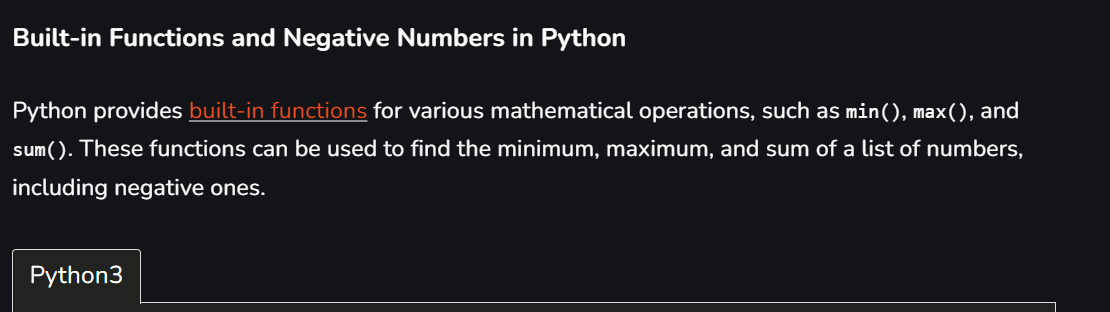 Built-in Functions and Negative Numbers in Python
Python provides built-in functions for various mathematical operations, such as min(), max(), and
sum(). These functions can be used to find the minimum, maximum, and sum of a list of numbers,
including negative ones.
Python3